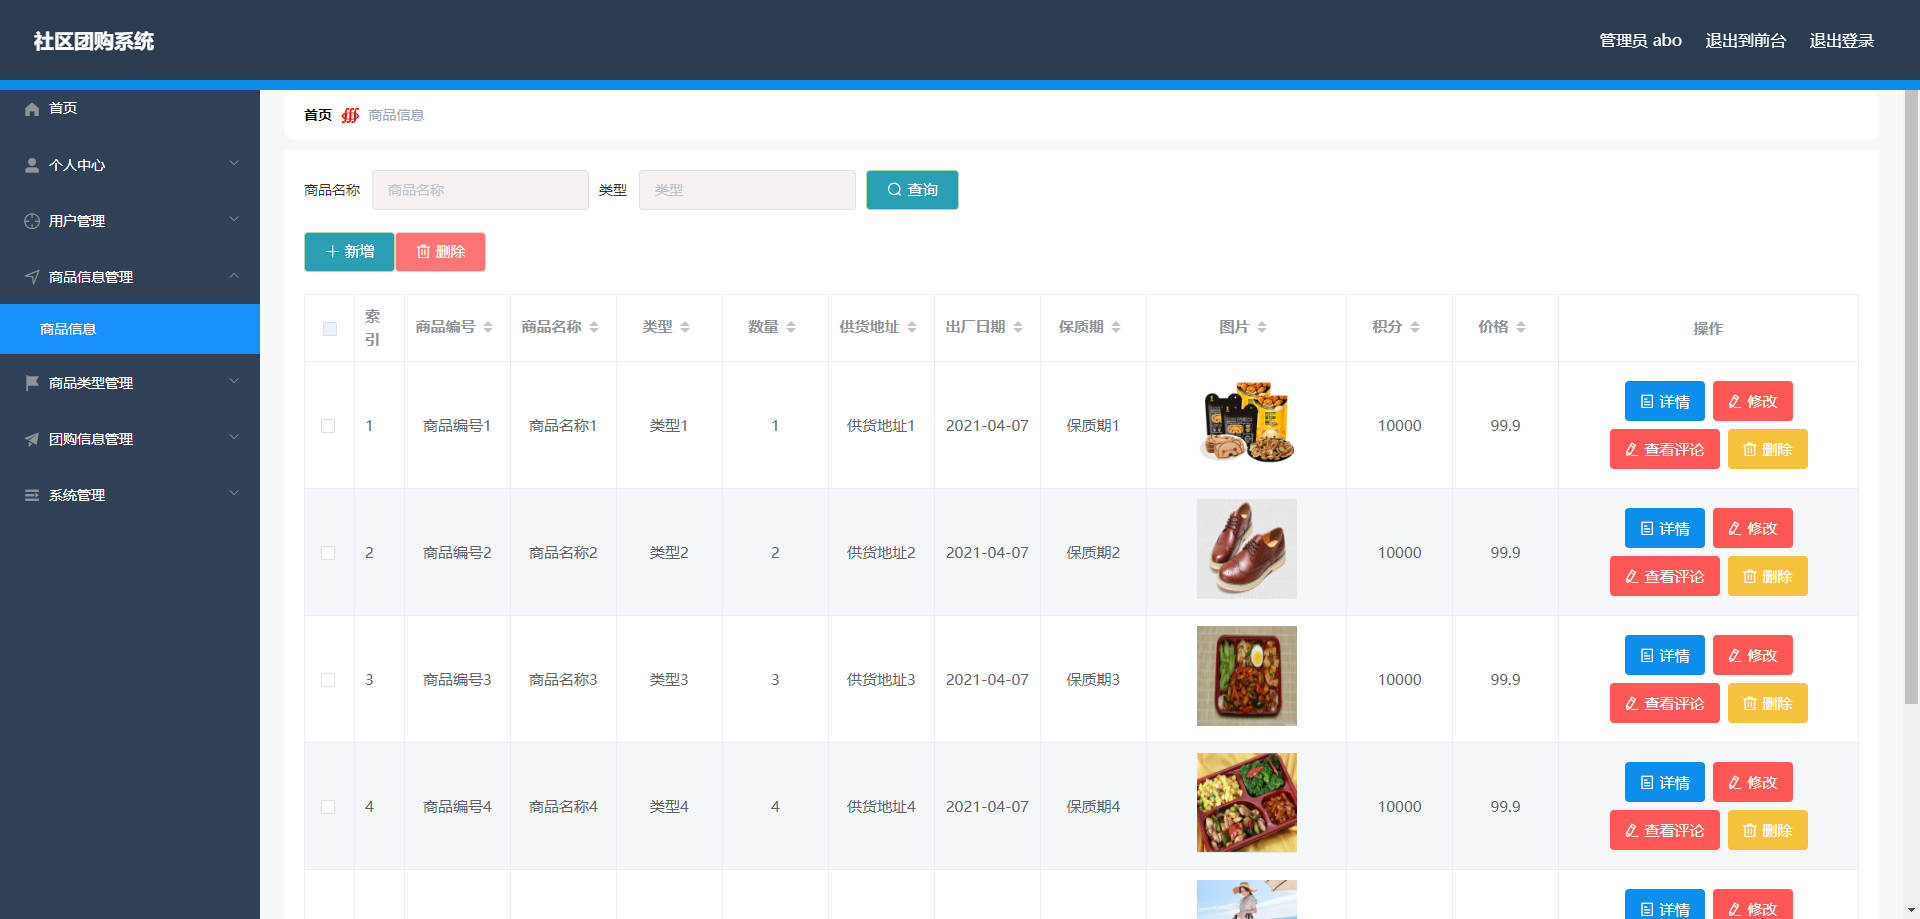 社区团购系统
管理员 abo 退出到前台 退出登录
首页
个人中心
用户管理
商品信息管理
商品信息
商品类型管理
团购信息管理
系统管理
首页 商品信息
商品名称 商品名称 类型 类型 查询
新增 删除
索引 商品编号 商品名称 类型 数量 供货地址 出厂日期 保质期 图片 积分 价格 操作
1 商品编号1 商品名称1 类型1 1 供货地址1 2021-04-07 保质期1 10000 99.9 详情 修改
查看评论 删除
2 商品编号2 商品名称2 类型2 2 供货地址2 2021-04-07 保质期2 10000 99.9 详情 修改
查看评论 删除
3 商品编号3 商品名称3 类型3 3 供货地址3 2021-04-07 保质期3 10000 99.9 详情 修改
查看评论 删除
4 商品编号4 商品名称4 类型4 4 供货地址4 2021-04-07 保质期4 10000 99.9 详情 修改
查看评论 删除
详情 修改